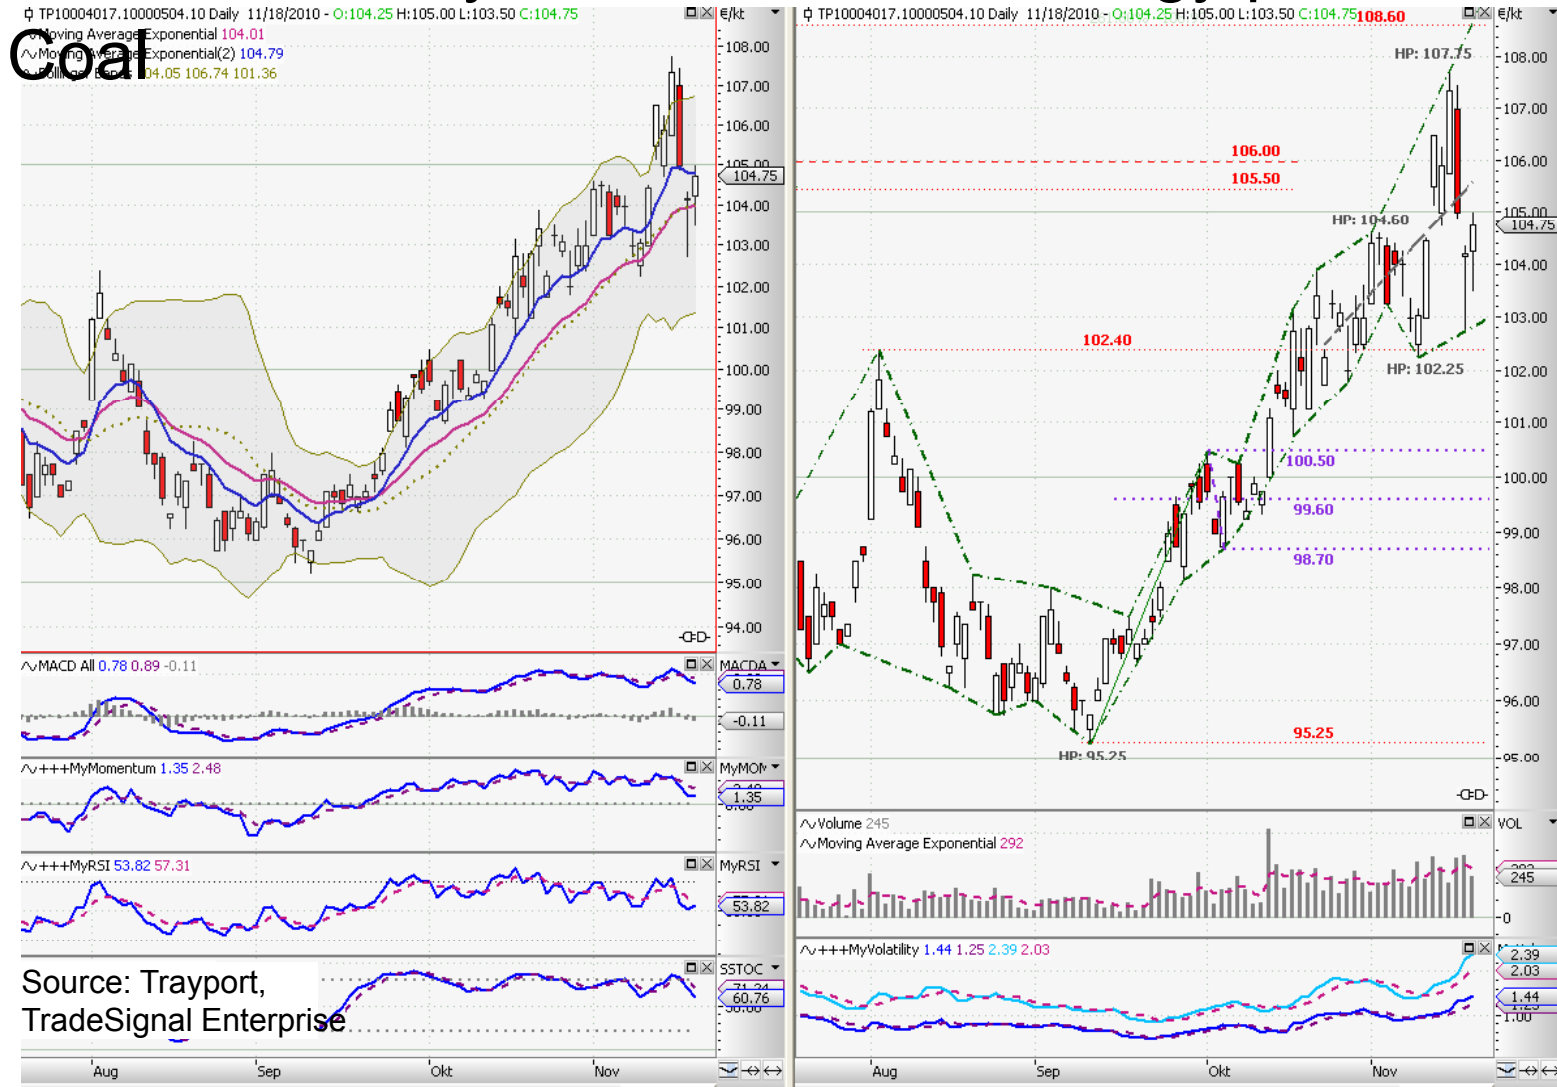 Coal
TP10004017.10000504.10 Daily 11/18/2010 - O:104.25 H:105.00 L:103.50 C:104.75
€/kt
Moving Average Exponential 104.01
Moving Average Exponential(2) 104.79
Bollinger Bands 104.05 106.74 101.36
108.00
107.00
106.00
105.00
104.75
104.00
103.00
102.00
101.00
100.00
99.00
98.00
97.00
96.00
95.00
94.00
MACD All 0.78 0.89 -0.11
MACDA
0.78
-0.11
+++MyMomentum 1.35 2.48
1.35
+++MyRSI 53.82 57.31
MyRSI
53.82
SSTOC
71.24
60.76
Source: Trayport,
TradeSignal Enterprise
Aug Sep Okt Nov
TP10004017.10000504.10 Daily 11/18/2010 - O:104.25 H:105.00 L:103.50 C:104.75
€/kt
108.60
HP: 107.75
108.00
107.00
106.00
106.00
105.50
HP: 104.60
105.00
104.75
104.00
103.00
102.40
HP: 102.25
102.00
101.00
100.50
100.00
99.60
99.00
98.70
98.00
97.00
96.00
95.25
HP: 95.25
95.00
Volume 245
VOL
Moving Average Exponential 292
245
0
+++MyVolatility 1.44 1.25 2.39 2.03
2.39
2.03
1.44
1.00
Aug Sep Okt Nov